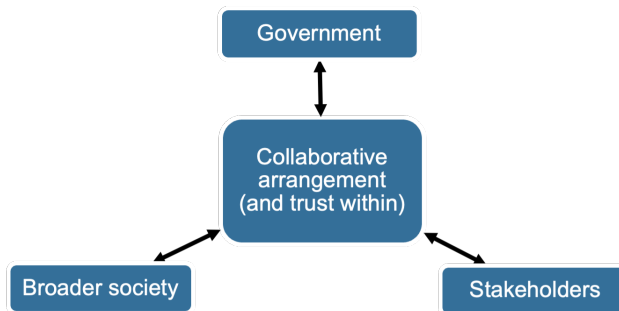 Government
Collaborative
arrangement
(and trust within)
Broader society
Stakeholders